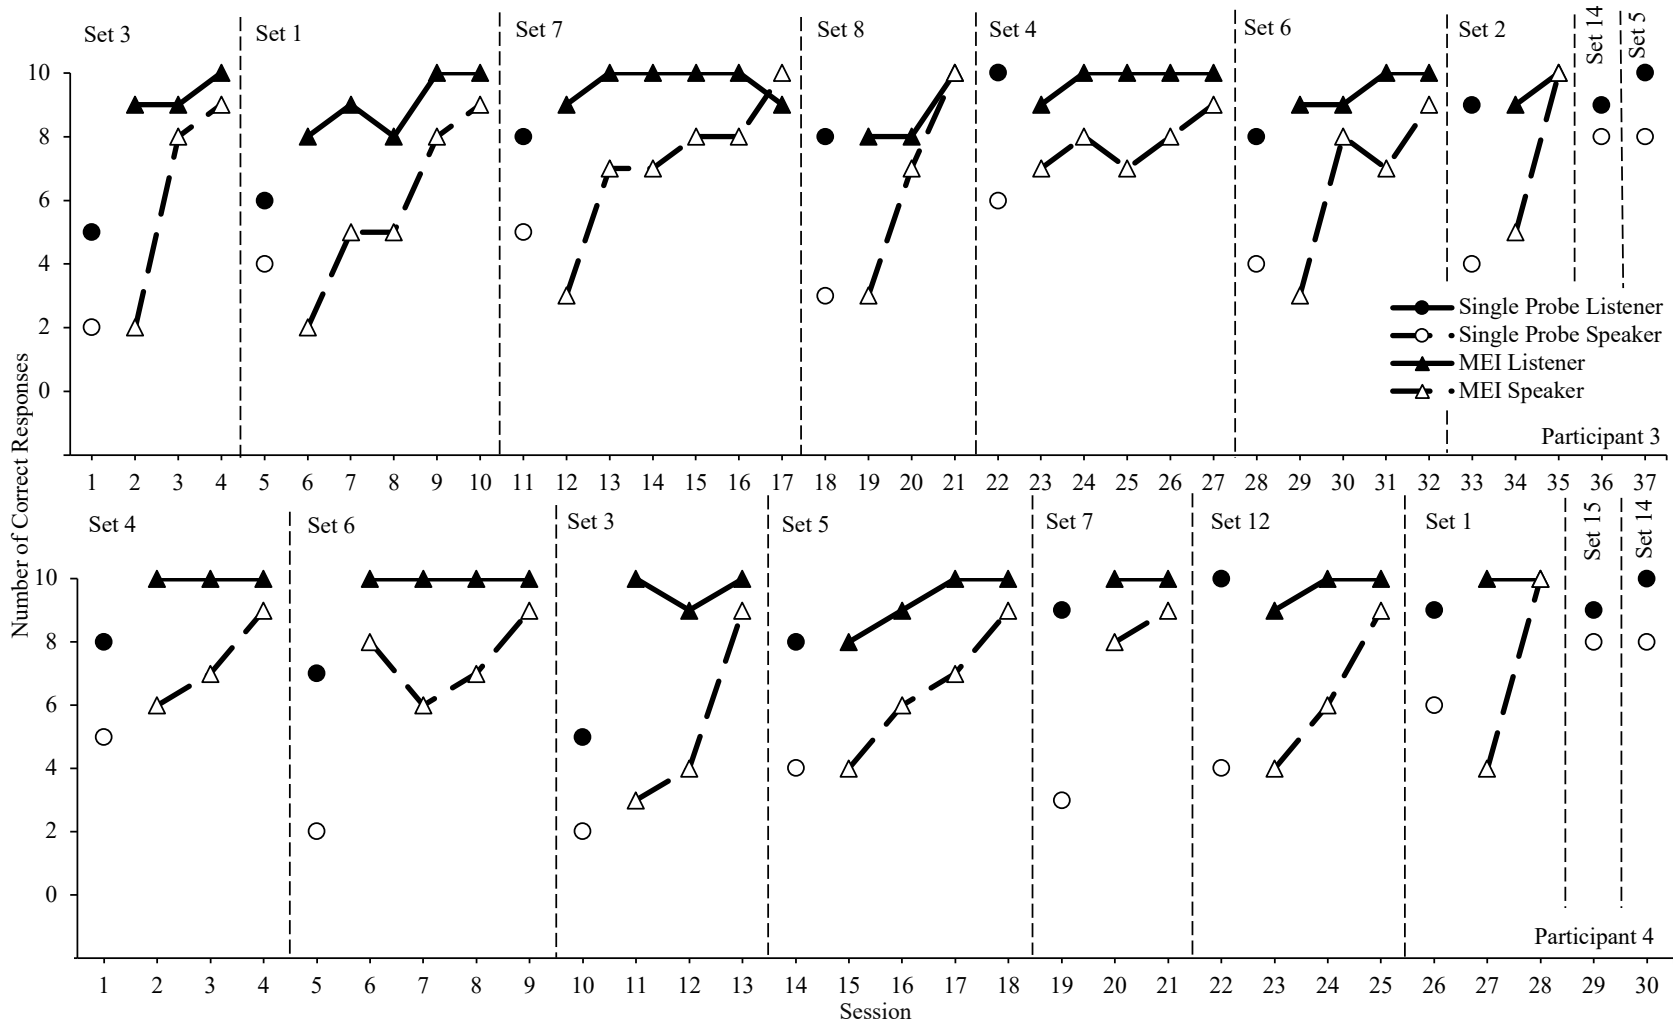 Set 3 Set 1 Set 7 Set 8 Set 4 Set 6 Set 2 Set 14 Set 5
10
8
6
4
2
0
Single Probe Listener
Single Probe Speaker
MEI Listener
MEI Speaker
Participant 3
1 2 3 4 5 6 7 8 9 10 11 12 13 14 15 16 17 18 19 20 21 22 23 24 25 26 27 28 29 30 31 32 33 34 35 36 37
Number of Correct Responses
Set 4 Set 6 Set 3 Set 5 Set 7 Set 12 Set 1 Set 15 Set 14
10
8
6
4
2
0
Participant 4
1 2 3 4 5 6 7 8 9 10 11 12 13 14 15 16 17 18 19 20 21 22 23 24 25 26 27 28 29 30
Session